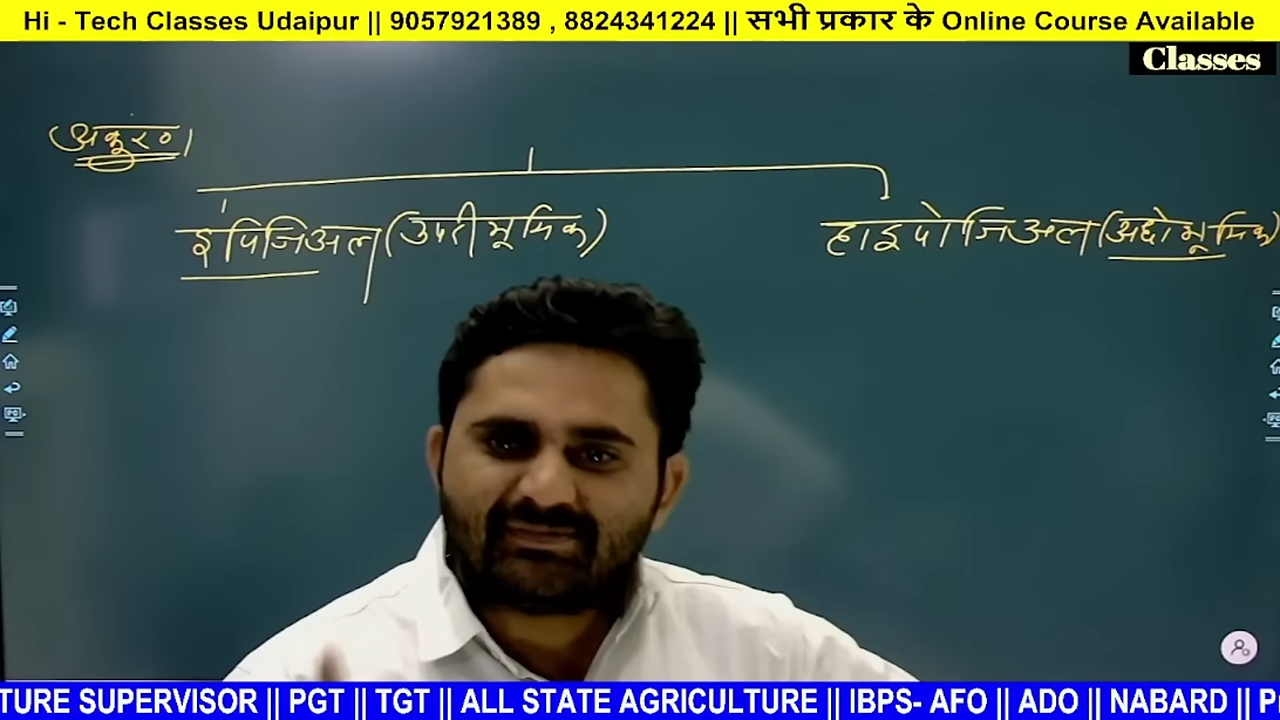 Hi - Tech Classes Udaipur || 9057921389 , 8824341224 || सभी प्रकार के Online Course Available
Classes
अंकुरण
इपिजिअल (उपरीभूमिक) हाइपोजिअल (अधोभूमिक)
TURE SUPERVISOR || PGT || TGT || ALL STATE AGRICULTURE || IBPS- AFO || ADO || NABARD || P